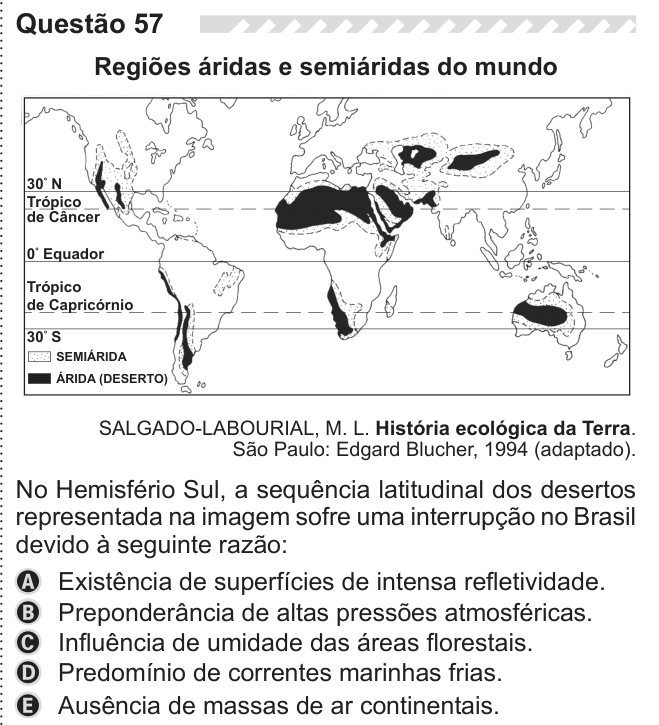 Questão 57
Regiões áridas e semiáridas do mundo
30° N
Trópico
de Câncer
0° Equador
Trópico
de Capricórnio
30° S
SEMIÁRIDA
ÁRIDA (DESERTO)
SALGADO-LABOURIAL, M. L. História ecológica da Terra.
São Paulo: Edgard Blucher, 1994 (adaptado).
No Hemisfério Sul, a sequência latitudinal dos desertos
representada na imagem sofre uma interrupção no Brasil
devido à seguinte razão:
A Existência de superfícies de intensa refletividade.
B Preponderância de altas pressões atmosféricas.
C Influência de umidade das áreas florestais.
D Predomínio de correntes marinhas frias.
E Ausência de massas de ar continentais.